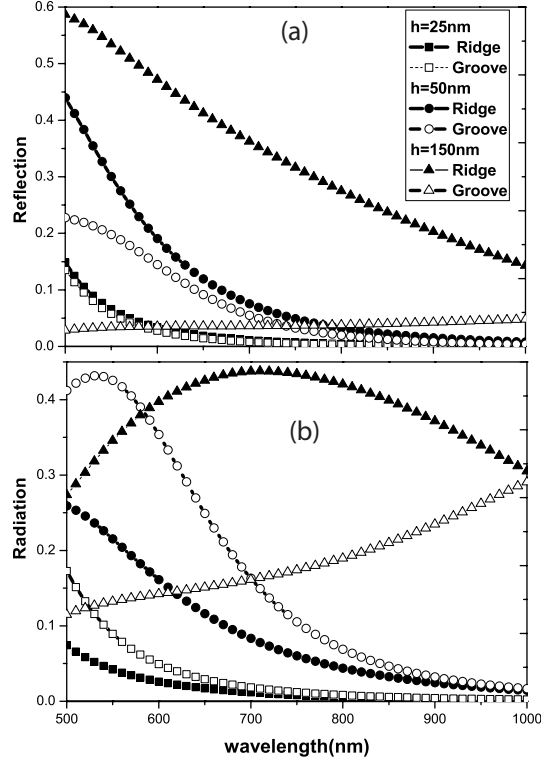 (a)
h=25nm
Ridge
Groove
h=50nm
Ridge
Groove
h=150nm
Ridge
Groove
Reflection
0.6
0.5
0.4
0.3
0.2
0.1
0.0
(b)
Radiation
0.4
0.3
0.2
0.1
0.0
500 600 700 800 900 1000
wavelength(nm)